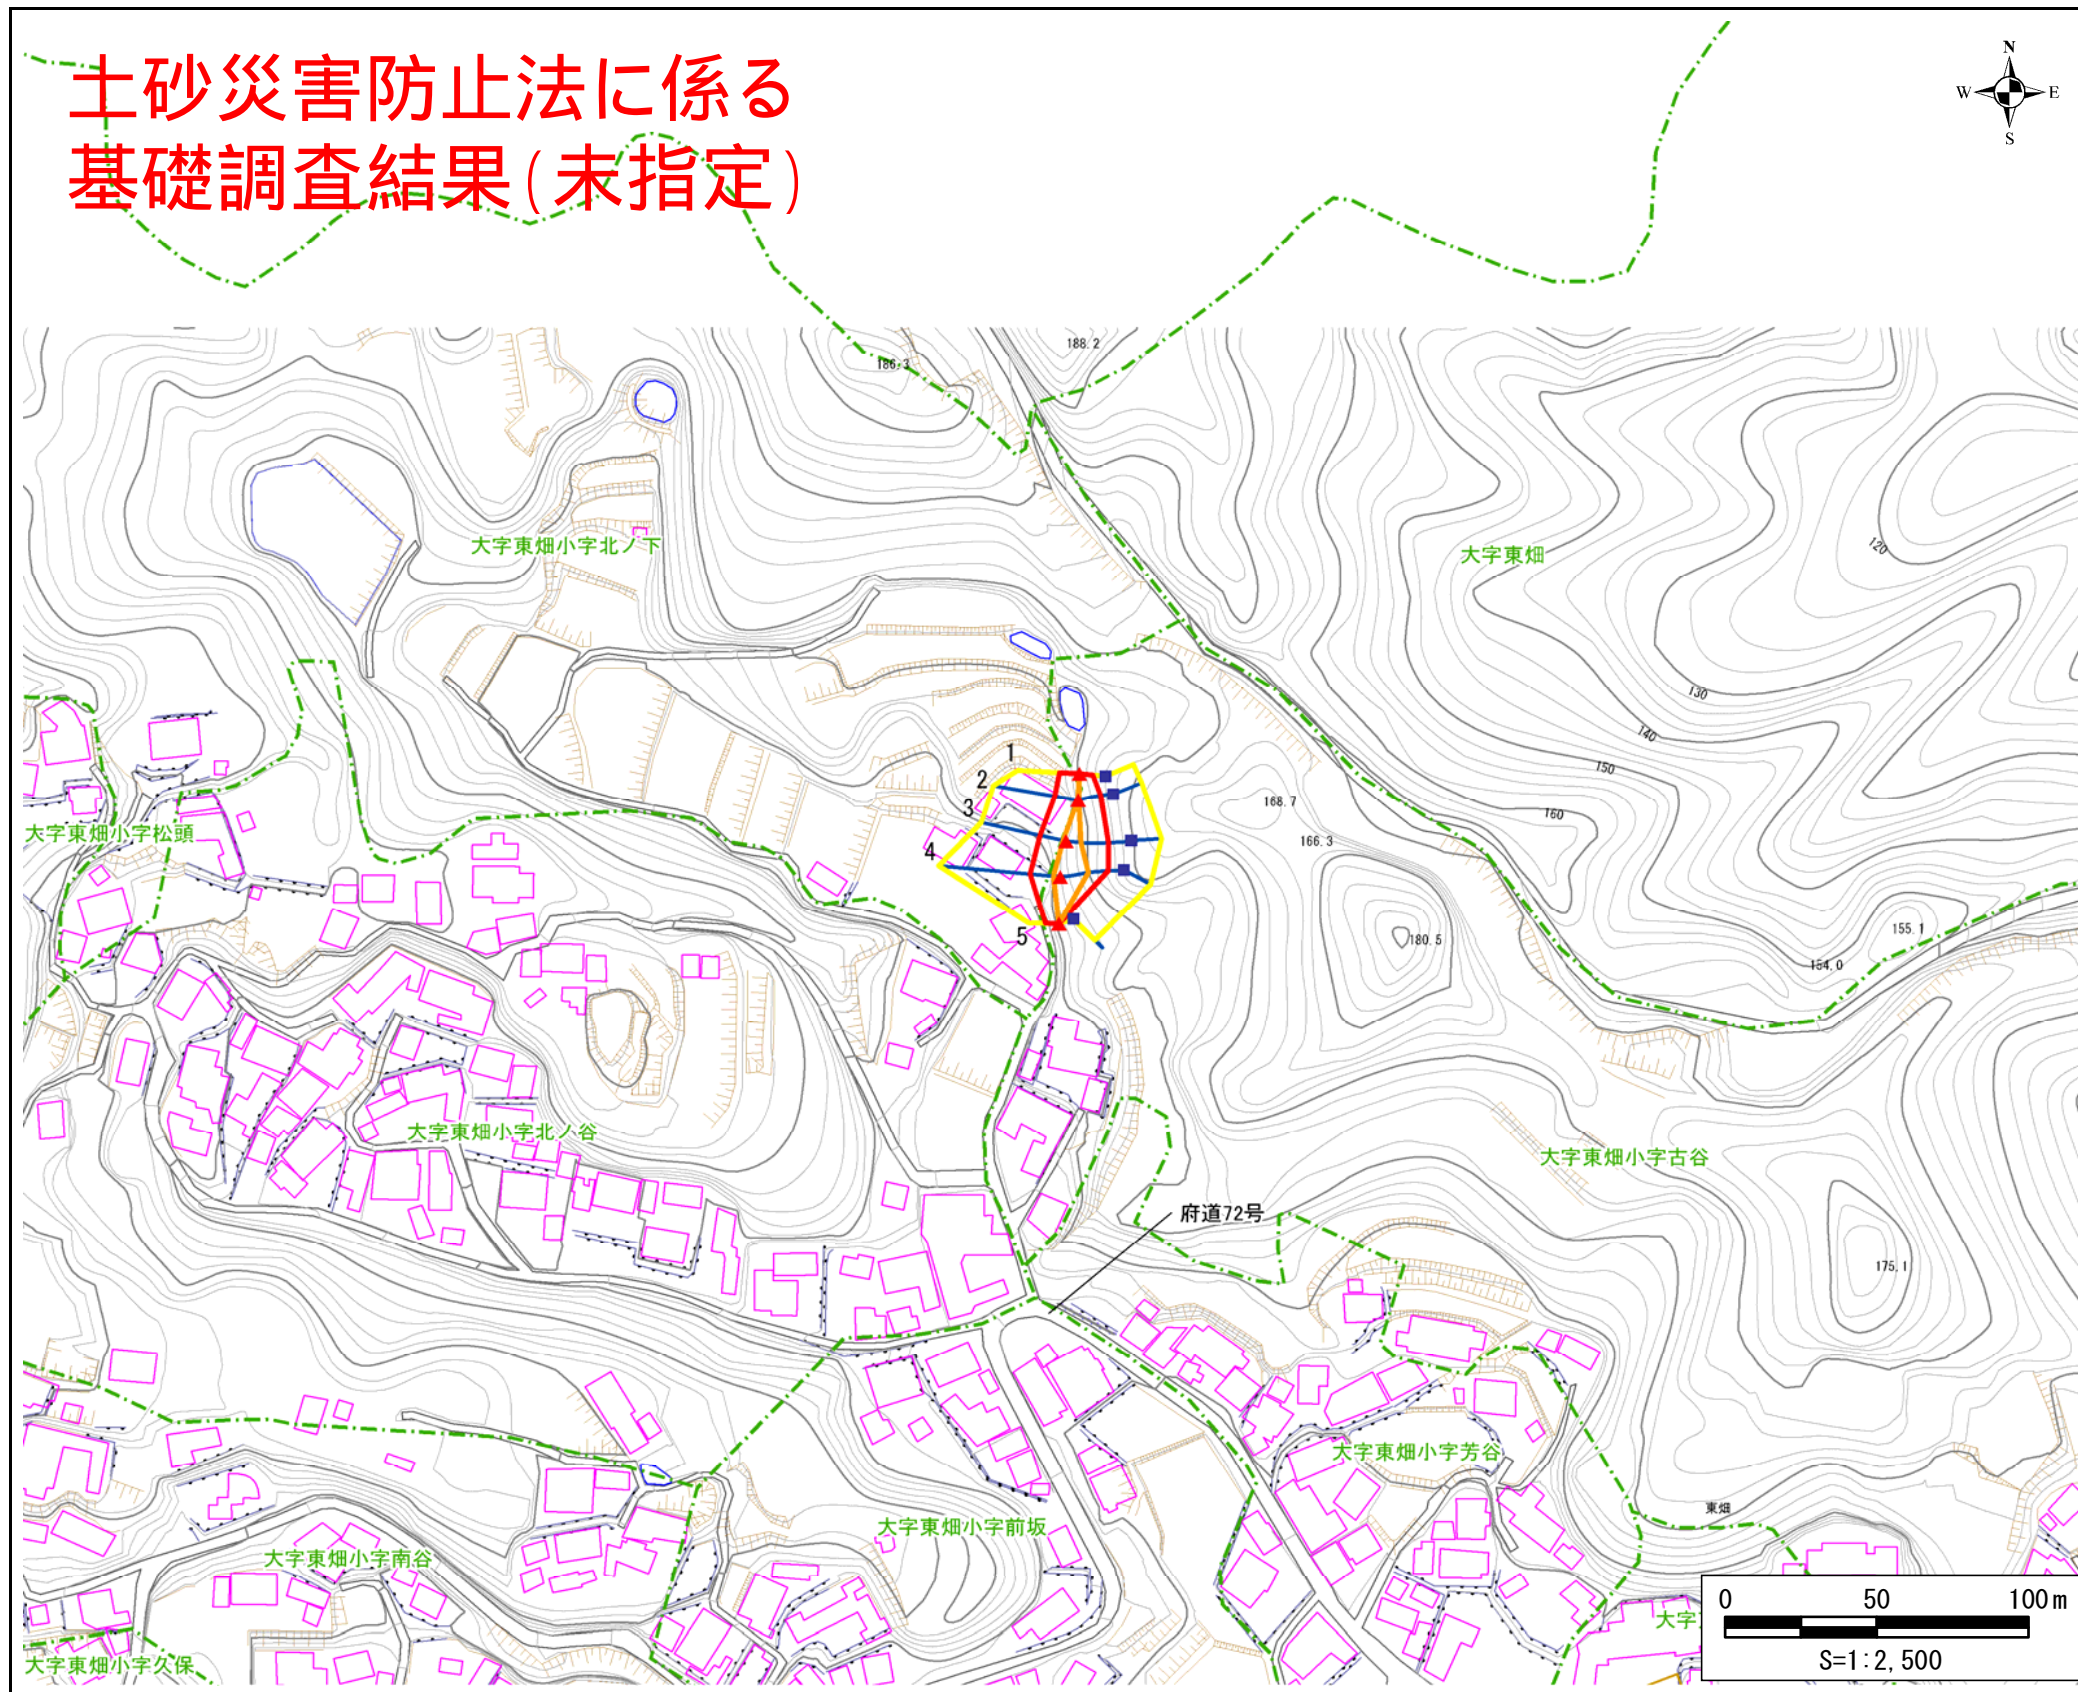 土砂災害防止法に係る
基礎調査結果(未指定)
N
W E
S
188.2
186.3
大字東畑小字北ノ下
大字東畑
120
130
140
150
160
1
2
3
4
5
168.7
166.3
大字東畑小字松頭
180.5
155.1
154.0
大字東畑小字北ノ谷
大字東畑小字古谷
府道72号
175.1
大字東畑小字芳谷
東畑
大字東畑小字前坂
大字東畑小字南谷
大字東畑小字久保
大字
0 50 100m
S=1:2,500